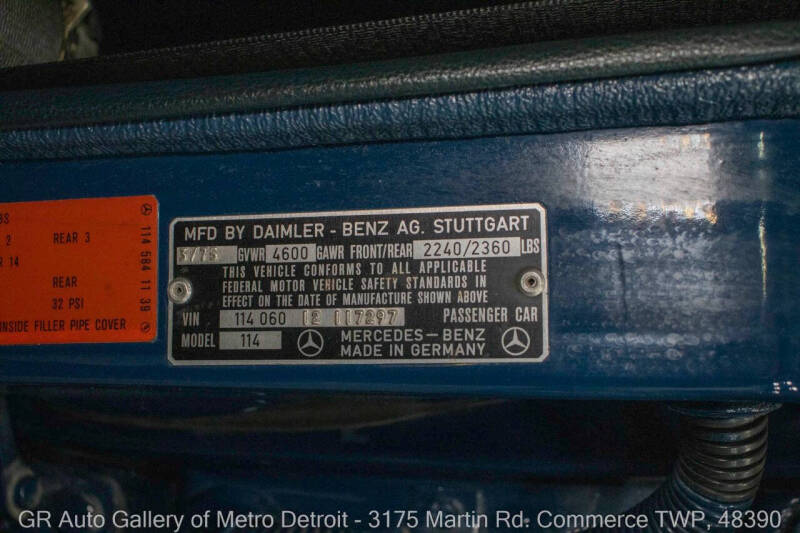 BS
2 REAR 3
R 14
REAR
32 PSI
INSIDE FILLER PIPE COVER
114 584 11 39
MFD BY DAIMLER - BENZ AG. STUTTGART
5/75 GVWR 4600 GAWR FRONT/REAR 2240/2360 LBS
THIS VEHICLE CONFORMS TO ALL APPLICABLE
FEDERAL MOTOR VEHICLE SAFETY STANDARDS IN
EFFECT ON THE DATE OF MANUFACTURE SHOWN ABOVE
VIN 114 060 12 117297 PASSENGER CAR
MODEL 114 MERCEDES-BENZ
MADE IN GERMANY
GR Auto Gallery of Metro Detroit - 3175 Martin Rd. Commerce TWP, 48390